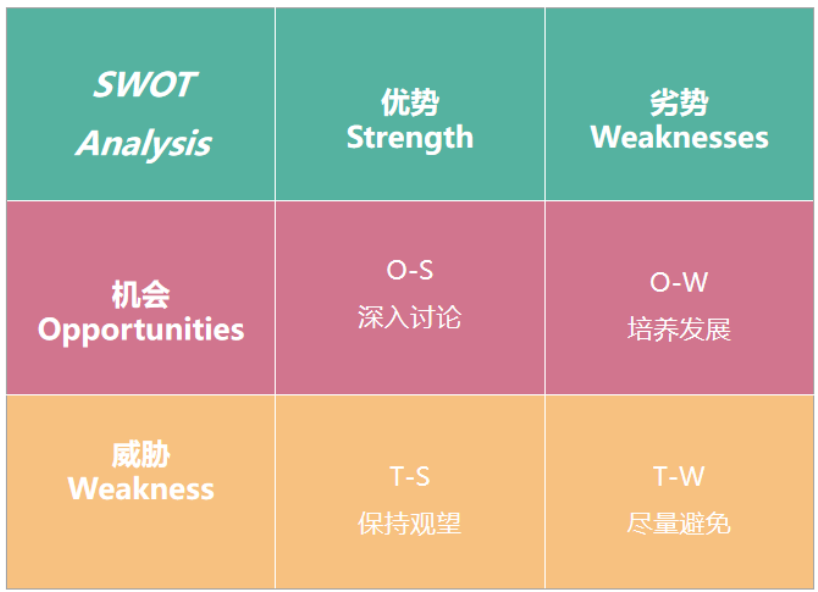 SWOT
Analysis
优势
Strength
劣势
Weaknesses
机会
Opportunities
O-S
深入讨论
O-W
培养发展
威胁
Weakness
T-S
保持观望
T-W
尽量避免